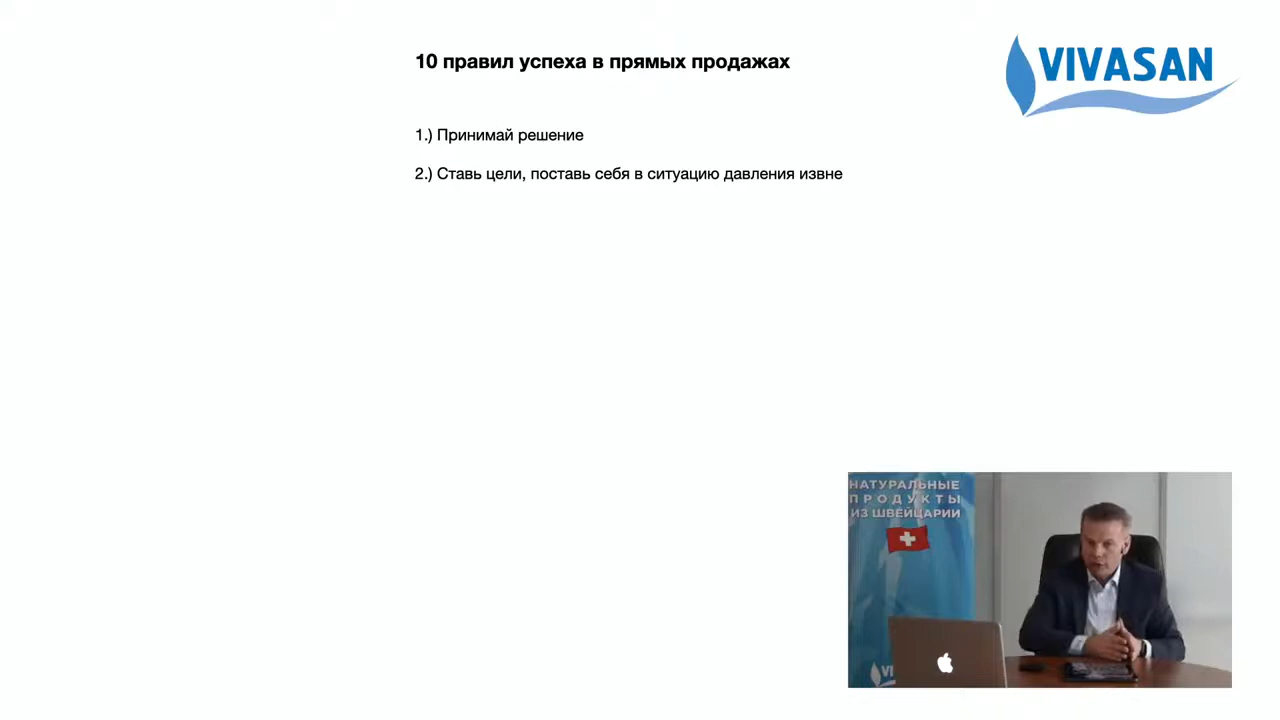 10 правил успеха в прямых продажах
VIVASAN
1.) Принимай решение
2.) Ставь цели, поставь себя в ситуацию давления извне
НАТУРАЛЬНЫЕ
ПРОДУКТЫ
ИЗ ШВЕЙЦАРИИ
VI